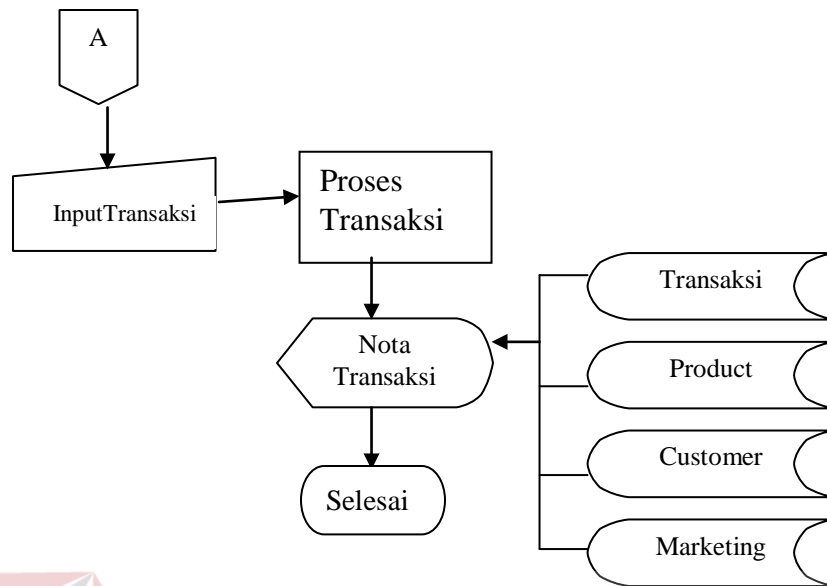 A
InputTransaksi
Proses
Transaksi
Nota
Transaksi
Selesai
Transaksi
Product
Customer
Marketing